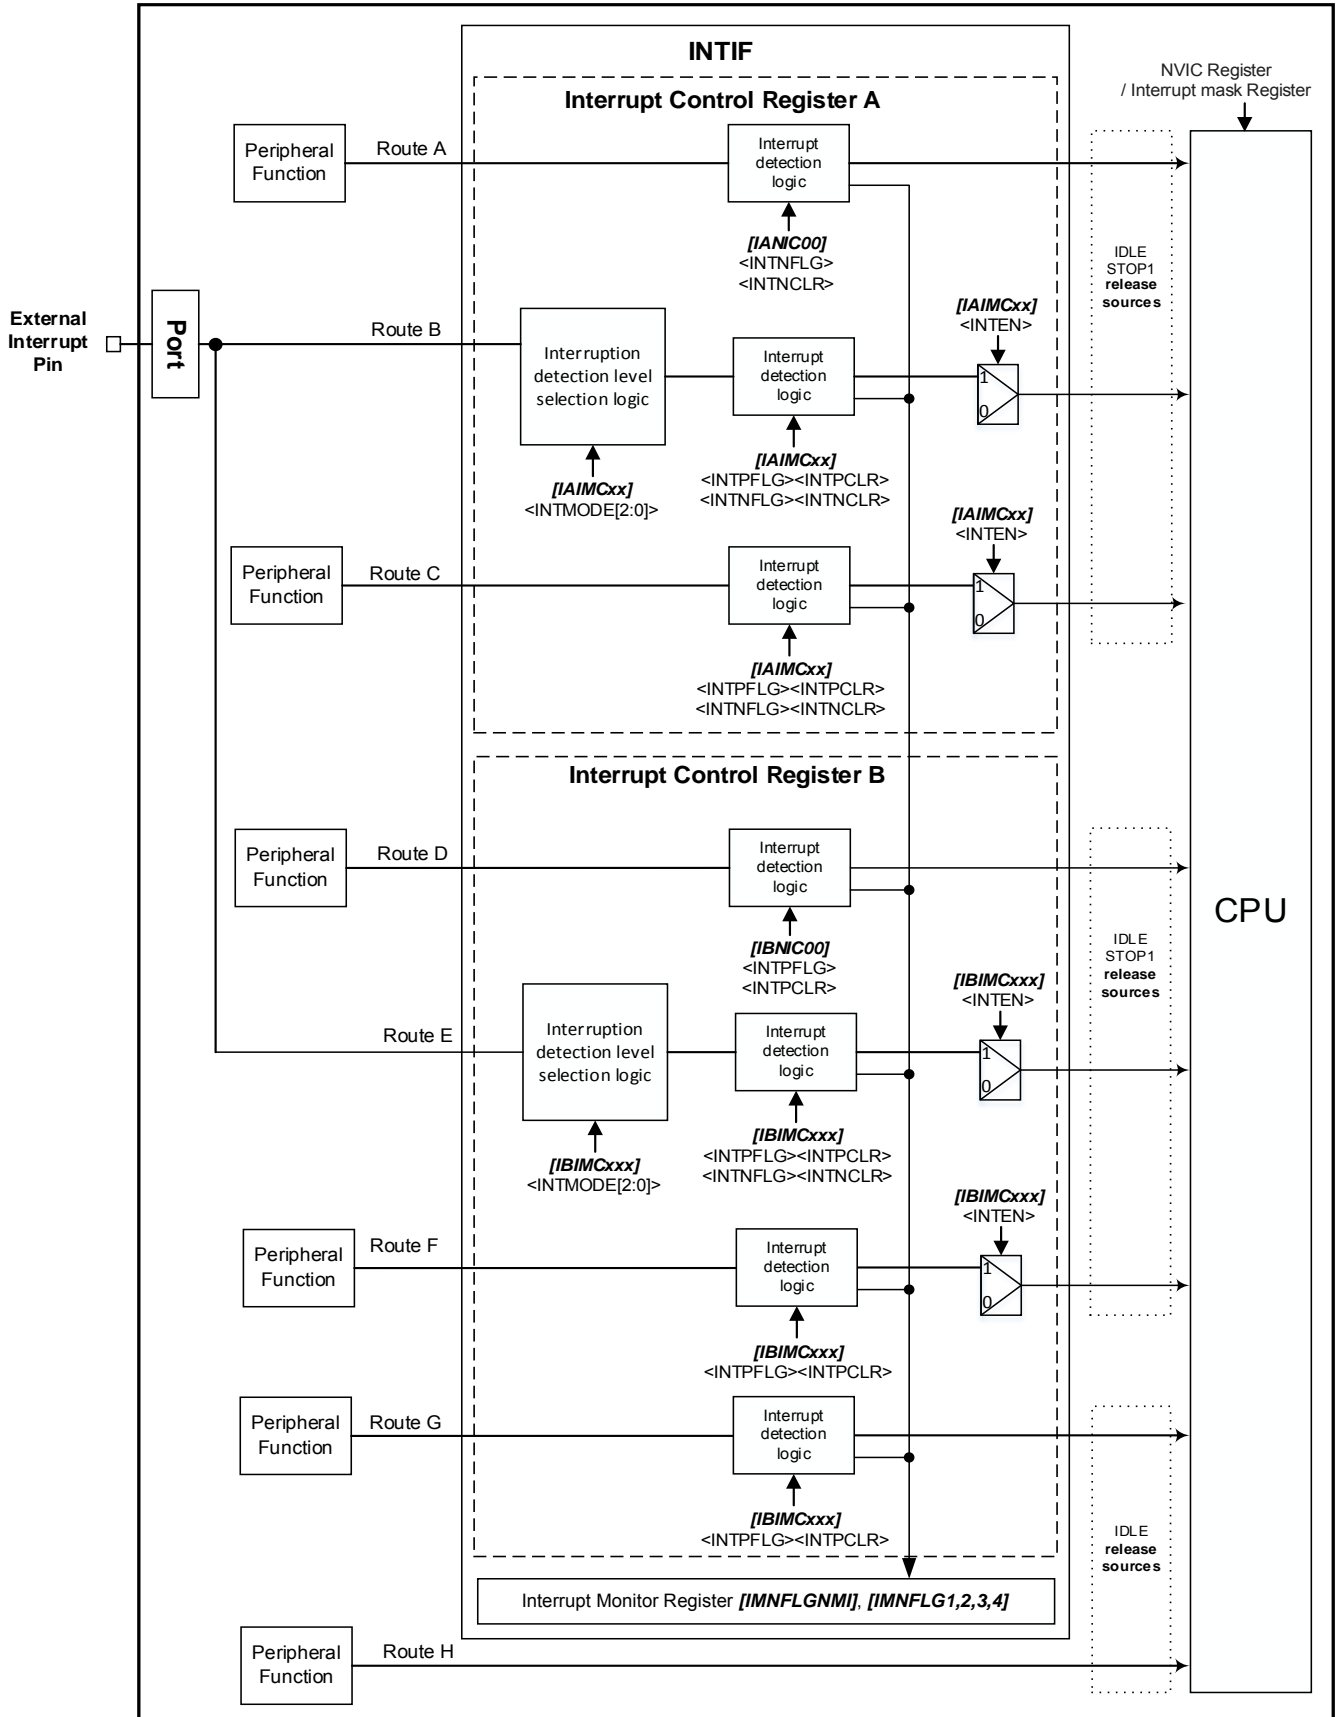 INTIF
NVIC Register
/ Interrupt mask Register
Interrupt Control Register A
Peripheral
Function
Route A
Interrupt
detection
logic
[IANIC00]
<INTNFLG>
<INTNCLR>
IDLE
STOP1
release
sources
External
Interrupt
Pin
Port
Route B
Interruption
detection level
selection logic
[IAIMCxx]
<INTMODE[2:0]>
Interrupt
detection
logic
[IAIMCxx]
<INTPFLG><INTPCLR>
<INTNFLG><INTNCLR>
[IAIMCxx]
<INTEN>
1
0
Peripheral
Function
Route C
Interrupt
detection
logic
[IAIMCxx]
<INTPFLG><INTPCLR>
<INTNFLG><INTNCLR>
[IAIMCxx]
<INTEN>
1
0
Interrupt Control Register B
Peripheral
Function
Route D
Interrupt
detection
logic
[IBNIC00]
<INTPFLG>
<INTPCLR>
CPU
IDLE
STOP1
release
sources
Route E
Interruption
detection level
selection logic
[IBIMCxxx]
<INTMODE[2:0]>
Interrupt
detection
logic
[IBIMCxxx]
<INTPFLG><INTPCLR>
<INTNFLG><INTNCLR>
[IBIMCxxx]
<INTEN>
1
0
Peripheral
Function
Route F
Interrupt
detection
logic
[IBIMCxxx]
<INTPFLG><INTPCLR>
[IBIMCxxx]
<INTEN>
1
0
Peripheral
Function
Route G
Interrupt
detection
logic
[IBIMCxxx]
<INTPFLG><INTPCLR>
IDLE
release
sources
Interrupt Monitor Register [IMNFLGNMI], [IMNFLG1,2,3,4]
Peripheral
Function
Route H